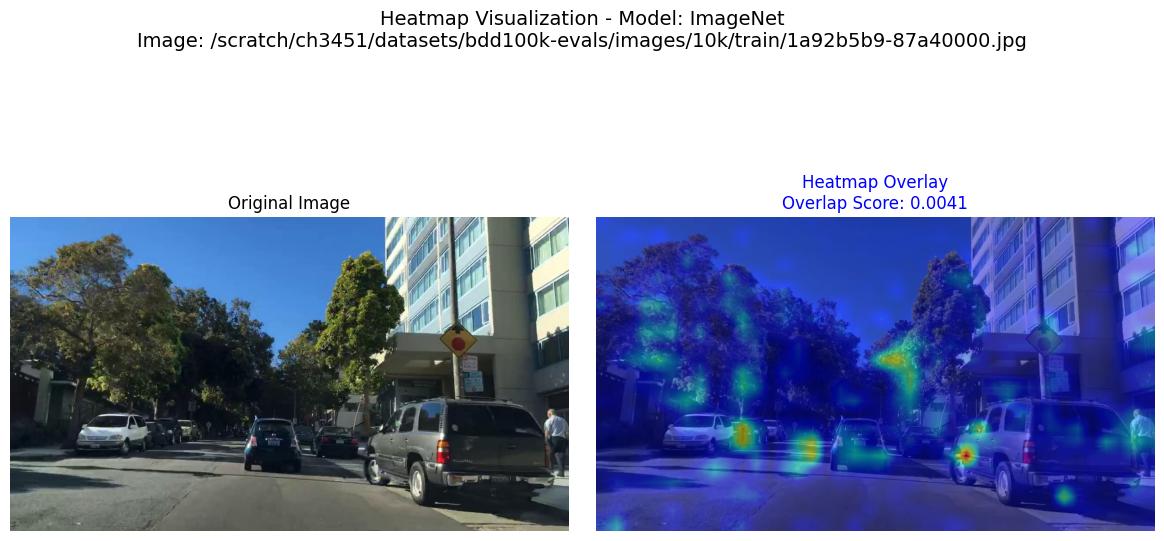 Heatmap Visualization - Model: ImageNet
Image: /scratch/ch3451/datasets/bdd100k-evals/images/10k/train/1a92b5b9-87a40000.jpg
Original Image
Heatmap Overlay
Overlap Score: 0.0041